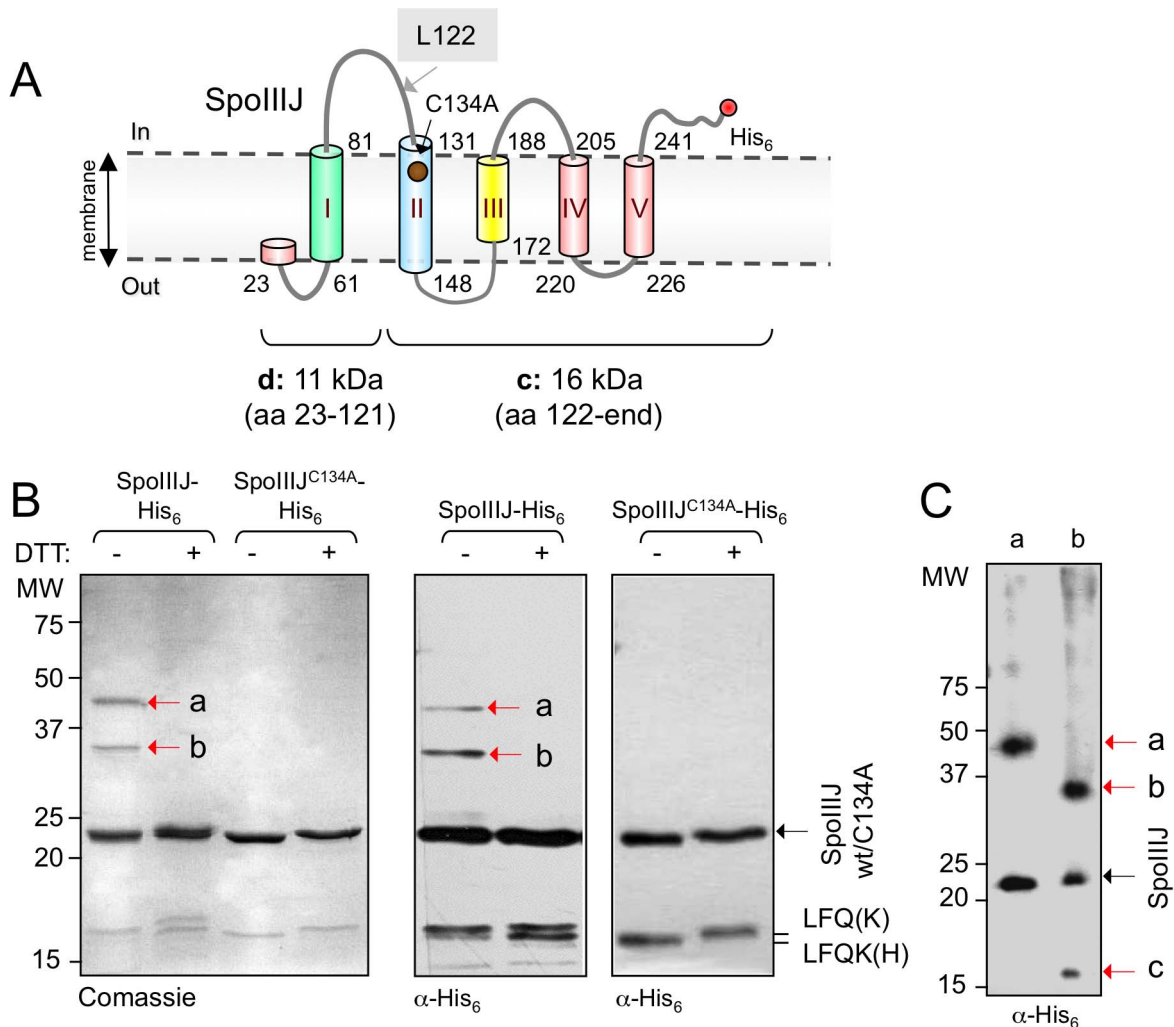 A
L122
SpoIIIJ
C134A
In
81
131
188
205
241
His6
membrane
I
II
III
IV
V
172
Out
23
61
148
220
226
d: 11 kDa
(aa 23-121)
c: 16 kDa
(aa 122-end)
B
SpoIIIJ-
His6
SpoIIIJC134A-
His6
SpoIIIJ-His6
SpoIIIJC134A-His6
DTT:
-
+
-
+
-
+
-
+
MW
75
50
37
25
20
15
a
b
a
b
SpoIIIJ
wt/C134A
LFQ(K)
LFQK(H)
Comassie
α-His6
α-His6
C
a
b
MW
75
50
37
25
20
15
a
b
SpoIIIJ
c
α-His6